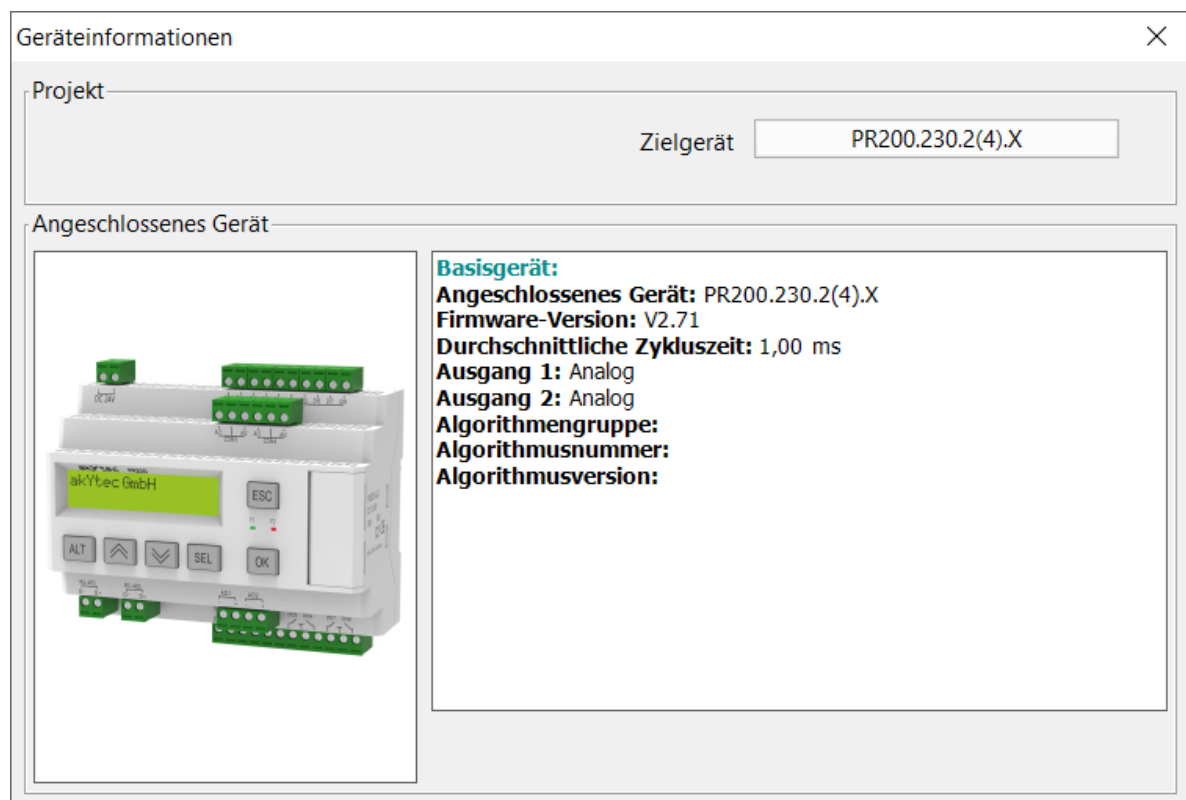 Geräteinformationen
Projekt
Zielgerät PR200.230.2(4).X
Angeschlossenes Gerät
Basisgerät:
Angeschlossenes Gerät: PR200.230.2(4).X
Firmware-Version: V2.71
Durchschnittliche Zykluszeit: 1,00 ms
Ausgang 1: Analog
Ausgang 2: Analog
Algorithmengruppe:
Algorithmusnummer:
Algorithmusversion:
akYtec GmbH
ESC
F1 F2
ALT SEL OK